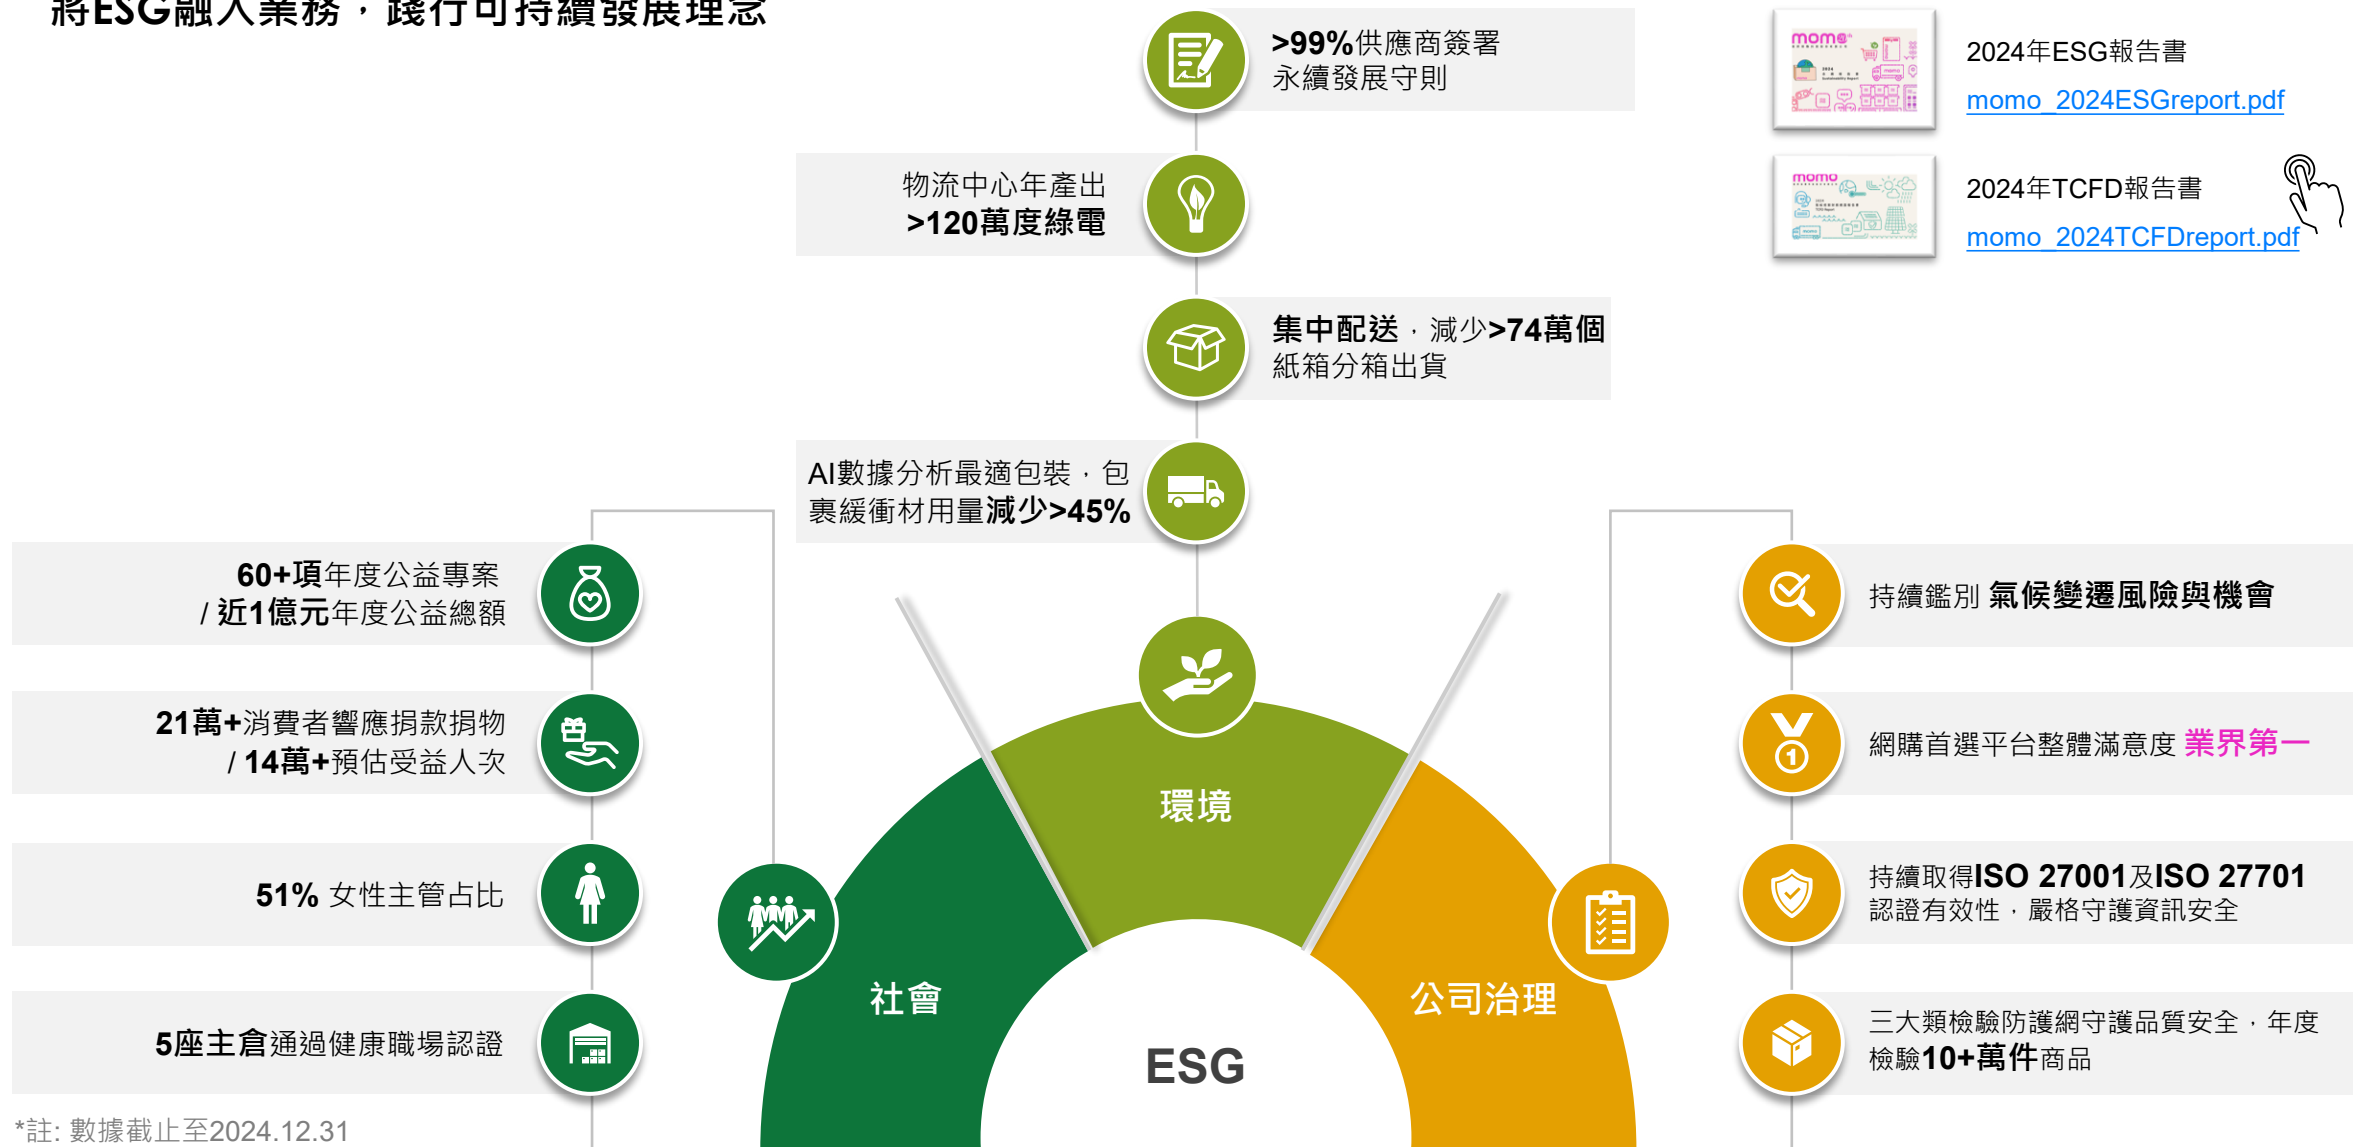 將ESG融入業務，踐行可持續發展理念
>99%供應商簽署
永續發展守則
物流中心年產出
>120萬度綠電
集中配送，減少>74萬個
紙箱分箱出貨
AI數據分析最適包裝，包
裹緩衝材用量減少>45%
momo
2024年ESG報告書
momo_2024ESGreport.pdf
momo
2024年TCFD報告書
momo_2024TCFDreport.pdf
60+項年度公益專案
/ 近1億元年度公益總額
21萬+消費者響應捐款捐物
/ 14萬+預估受益人次
51% 女性主管占比
5座主倉通過健康職場認證
環境
社會
公司治理
ESG
持續鑑別 氣候變遷風險與機會
1
網購首選平台整體滿意度 業界第一
持續取得ISO 27001及ISO 27701
認證有效性，嚴格守護資訊安全
三大類檢驗防護網守護品質安全，年度
檢驗10+萬件商品
*註: 數據截止至2024.12.31